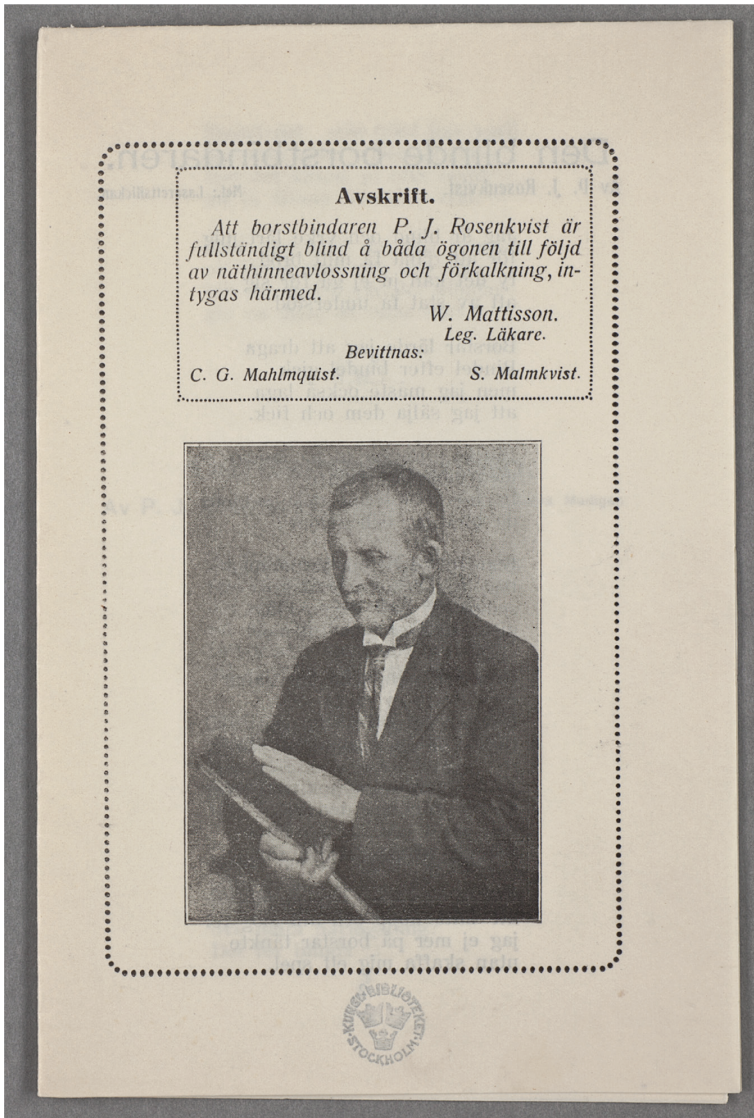 Avskrift.
Att borstbindaren P. J. Rosenkvist är
fullständigt blind å båda ögonen till följd
av näthinneavlossning och förkalkning, in-
tygas härmed.
W. Mattisson.
Leg. Läkare.
Bevittnas:
C. G. Mahlmquist. S. Malmkvist.
KUNGL. BIBLIOTEKET
STOCKHOLM